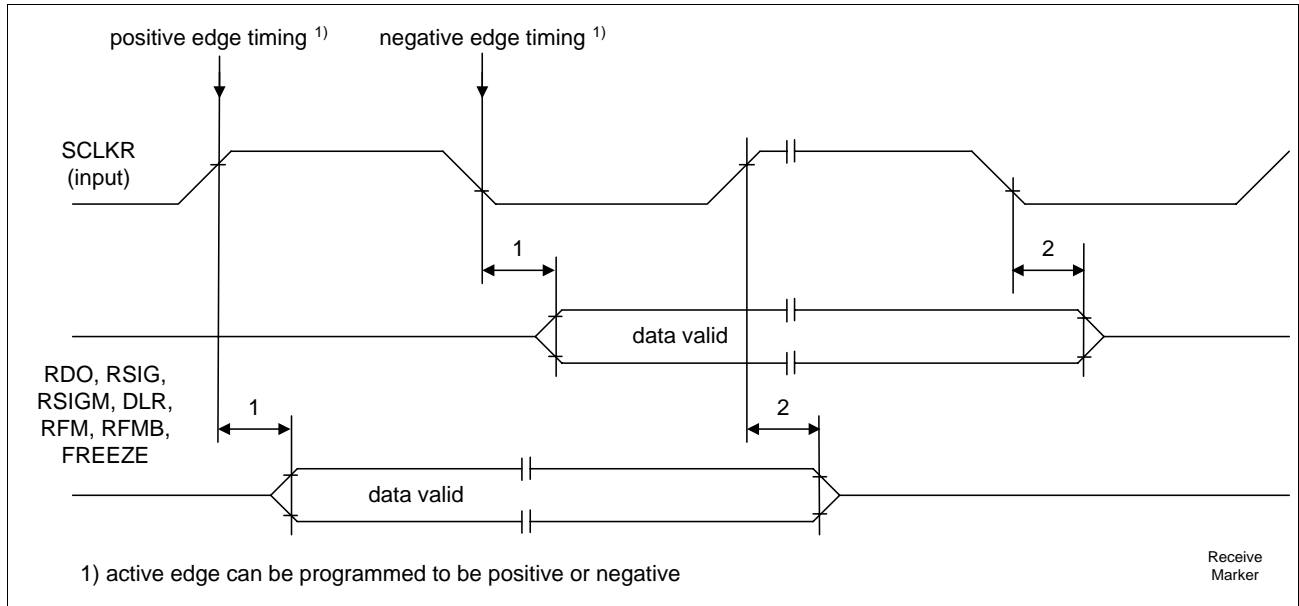 positive edge timing 1)
negative edge timing 1)
SCLKR
(input)
1
2
data valid
RDO, RSIG,
RSIGM, DLR,
RFM, RFMB,
FREEZE
1
2
data valid
1) active edge can be programmed to be positive or negative
Receive
Marker